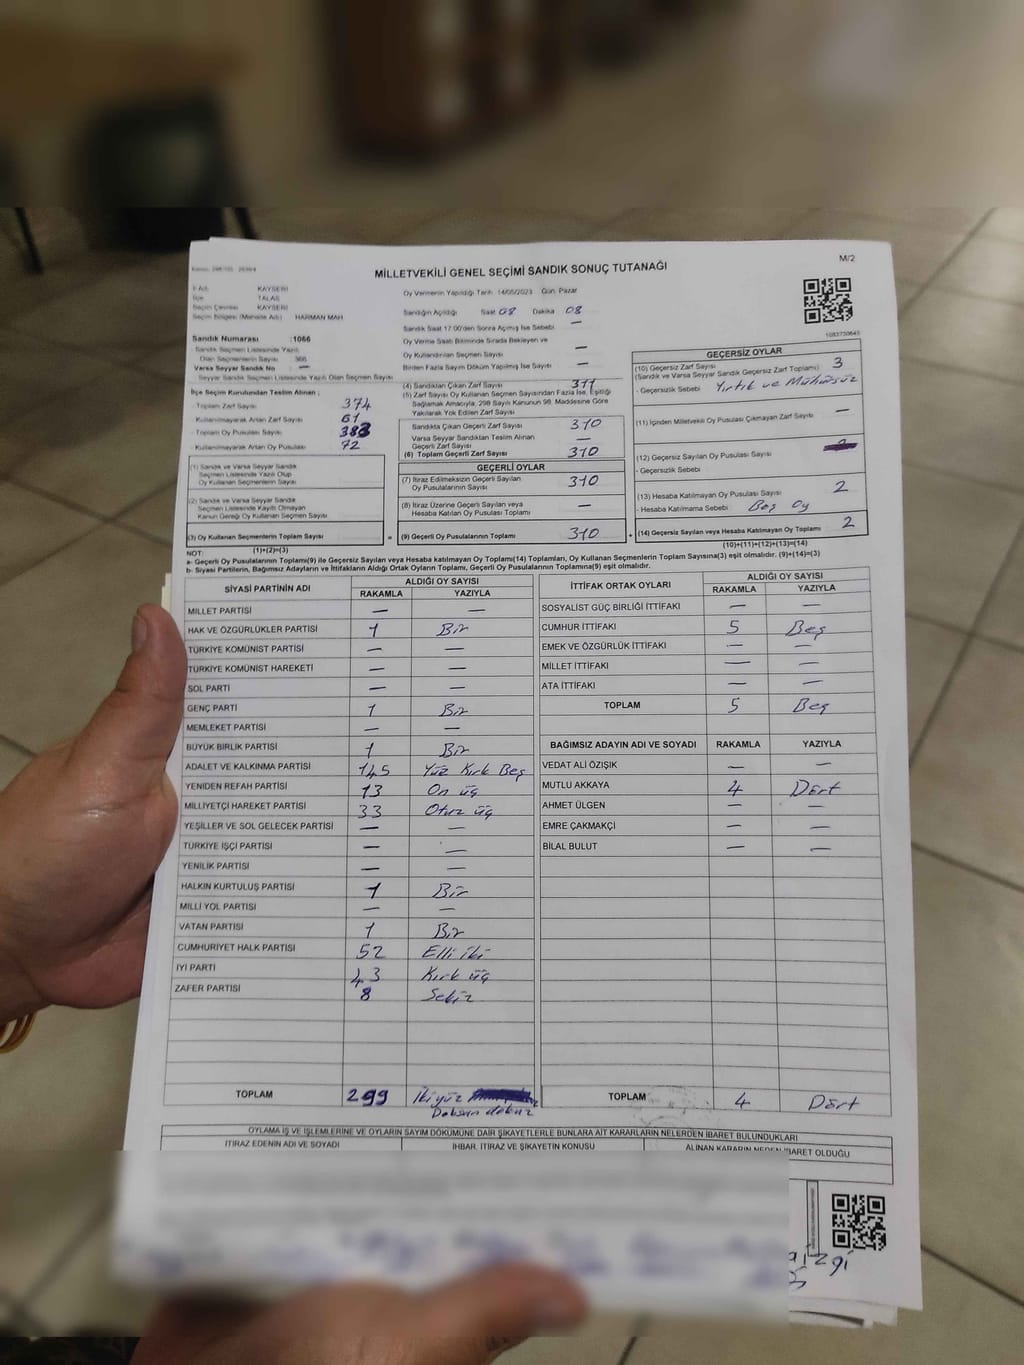 MİLLETVEKİLİ GENEL SEÇİMİ SANDIK SONUÇ TUTANAĞI
M/2
İl Adı: KAYSERİ
İlçe TALAS
Seçim Çevresi KAYSERİ
Seçim Bölgesi (Mahalle Adı) HARMAN MAH.
Oy Vermenin Yapıldığı Tarih: 14/05/2023 Gün: Pazar
Sandığın Açıldığı Saat 08 Dakika 08
Sandık Saat 17:00'den Sonra Açılmış İse Sebebi —
Oy Verme Saati Bitiminde Sırada Bekleyen ve
Oy Kullandırılan Seçmen Sayısı —
Birden Fazla Sayım Döküm Yapılmış İse Sayısı —
1083730645
Sandık Numarası :1066
Sandık Seçmen Listesinde Yazılı
Olan Seçmenlerin Sayısı 366
Varsa Seyyar Sandık No —
Seyyar Sandık Seçmen Listesinde Yazılı Olan Seçmen Sayısı
İlçe Seçim Kurulundan Teslim Alınan ;
- Toplam Zarf Sayısı 374
- Kullanılmayarak Artan Zarf Sayısı 61
- Toplam Oy Pusulası Sayısı 383
- Kullanılmayarak Artan Oy Pusulası 72
(1) Sandık ve Varsa Seyyar Sandık
Seçmen Listesinde Yazılı Olup
Oy Kullanan Seçmen Sayısı
(2) Sandık ve Varsa Seyyar Sandık
Seçmen Listesinde Kayıtlı Olmayan
Kanun Gereği Oy Kullanan Seçmen Sayısı
(3) Oy Kullanan Seçmenlerin Toplam Sayısı =
(1)+(2)=(3)
(4) Sandıktan Çıkan Zarf Sayısı 311
(5) Zarf Sayısı Oy Kullanan Seçmen Sayısından Fazla İse, Eşitliği
Sağlamak Amacıyla, 298 Sayılı Kanunun 98. Maddesine Göre
Yakılarak Yok Edilen Zarf Sayısı
Sandıkta Çıkan Geçerli Zarf Sayısı 310
Varsa Seyyar Sandıktan Teslim Alınan
Geçerli Zarf Sayısı —
(6) Toplam Geçerli Zarf Sayısı 310
GEÇERLİ OYLAR
(7) İtiraz Edilmeksizin Geçerli Sayılan
Oy Pusulalarının Sayısı 310
(8) İtiraz Üzerine Geçerli Sayılan veya
Hesaba Katılan Oy Pusulası Toplamı —
(9) Geçerli Oy Pusulalarının Toplamı 310 +
GEÇERSİZ OYLAR
(10) Geçersiz Zarf Sayısı 3
(Sandık ve Varsa Seyyar Sandık Geçersiz Zarf Toplamı)
- Geçersizlik Sebebi Yırtık ve Mühürsüz
(11) İçinden Milletvekili Oy Pusulası Çıkmayan Zarf Sayısı —
(12) Geçersiz Sayılan Oy Pusulası Sayısı
- Geçersizlik Sebebi
(13) Hesaba Katılmayan Oy Pusulası Sayısı 2
- Hesaba Katılmama Sebebi Boş Oy
(14) Geçersiz Sayılan veya Hesaba Katılmayan Oy Toplamı 2
(10)+(11)+(12)+(13)=(14)
NOT:
a- Geçerli Oy Pusulalarının Toplamı(9) ile Geçersiz Sayılan veya Hesaba katılmayan Oy Toplamı(14) Toplamları, Oy Kullanan Seçmenlerin Toplam Sayısına(3) eşit olmalıdır. (9)+(14)=(3)
b- Siyasi Partilerin, Bağımsız Adayların ve İttifakların Aldığı Ortak Oyların Toplamı, Geçerli Oy Pusulalarının Toplamına(9) eşit olmalıdır.
SİYASİ PARTİNİN ADI ALDIĞI OY SAYISI
RAKAMLA YAZIYLA
MİLLET PARTİSİ — —
HAK VE ÖZGÜRLÜKLER PARTİSİ 1 Bir
TÜRKİYE KOMÜNİST PARTİSİ — —
TÜRKİYE KOMÜNİST HAREKETİ — —
SOL PARTİ — —
GENÇ PARTİ 1 Bir
MEMLEKET PARTİSİ — —
BÜYÜK BİRLİK PARTİSİ 1 Bir
ADALET VE KALKINMA PARTİSİ 145 Yüz Kırk Beş
YENİDEN REFAH PARTİSİ 13 On üç
MİLLİYETÇİ HAREKET PARTİSİ 33 Otuz üç
YEŞİLLER VE SOL GELECEK PARTİSİ — —
TÜRKİYE İŞÇİ PARTİSİ — —
YENİLİK PARTİSİ — —
HALKIN KURTULUŞ PARTİSİ 1 Bir
MİLLİ YOL PARTİSİ — —
VATAN PARTİSİ 1 Bir
CUMHURİYET HALK PARTİSİ 52 Elli iki
İYİ PARTİ 43 Kırk üç
ZAFER PARTİSİ 8 Sekiz
TOPLAM 299 İkiyüz
Doksan dokuz
İTTİFAK ORTAK OYLARI ALDIĞI OY SAYISI
RAKAMLA YAZIYLA
SOSYALİST GÜÇ BİRLİĞİ İTTİFAKI — —
CUMHUR İTTİFAKI 5 Beş
EMEK VE ÖZGÜRLÜK İTTİFAKI — —
MİLLET İTTİFAKI — —
ATA İTTİFAKI — —
TOPLAM 5 Beş
BAĞIMSIZ ADAYIN ADI VE SOYADI RAKAMLA YAZIYLA
VEDAT ALİ ÖZIŞIK — —
MUTLU AKKAYA 4 Dört
AHMET ÜLGEN — —
EMRE ÇAKMAKÇİ — —
BİLAL BULUT — —
TOPLAM 4 Dört
OYLAMA İŞ VE İŞLEMLERİNE VE OYLARIN SAYIM DÖKÜMÜNE DAİR ŞİKAYETLERLE BUNLARA AİT KARARLARIN NELERDEN İBARET BULUNDUKLARI
İTİRAZ EDENİN ADI VE SOYADI İHBAR, İTİRAZ VE ŞİKAYETİN KONUSU ALINAN KARARIN NEDEN İBARET OLDUĞU